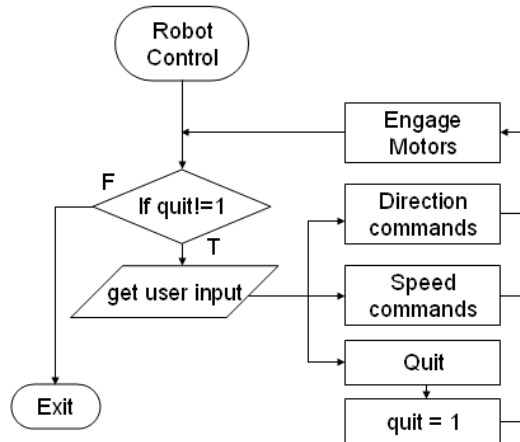 Robot
Control
Engage
Motors
F
If quit!=1
T
Direction
commands
get user input
Speed
commands
Quit
Exit
quit = 1